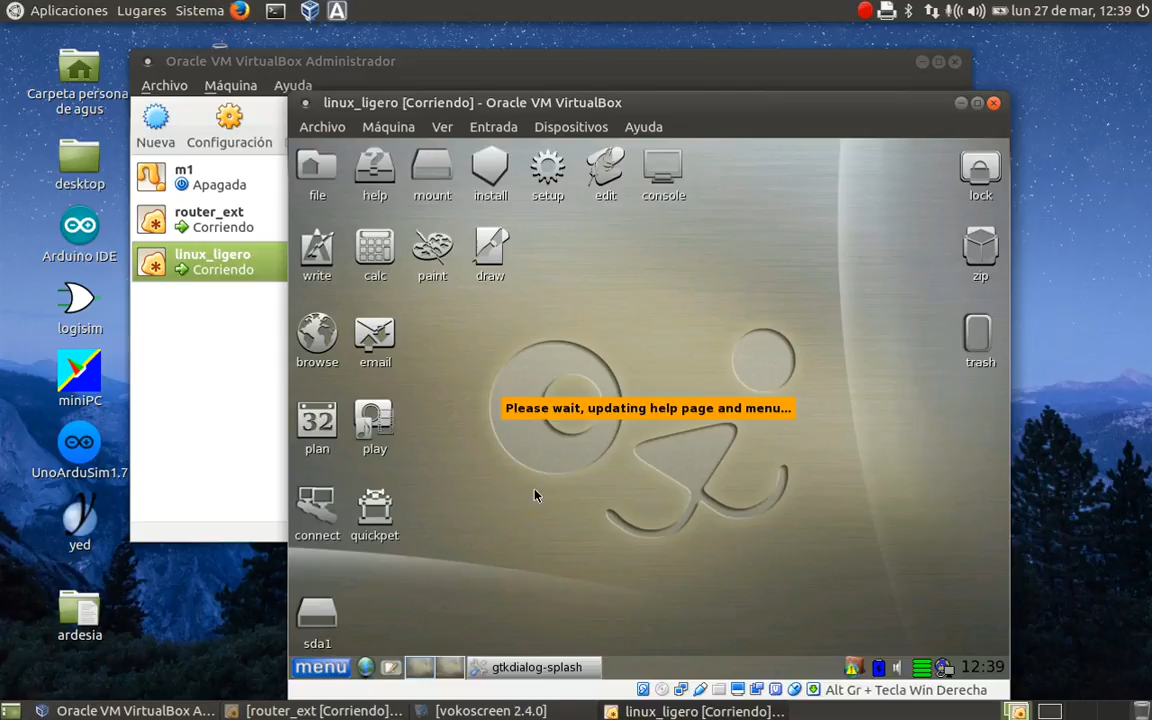 Aplicaciones Lugares Sistema
lun 27 de mar, 12:39
Carpeta persona
de agus
desktop
Arduino IDE
logisim
miniPC
UnoArduSim1.7
yed
ardesia
Oracle VM VirtualBox Administrador
Archivo Máquina Ayuda
Nueva Configuración
m1
Apagada
router_ext
Corriendo
linux_ligero
Corriendo
linux_ligero [Corriendo] - Oracle VM VirtualBox
Archivo Máquina Ver Entrada Dispositivos Ayuda
file help mount install setup edit console lock
write calc paint draw zip
browse email trash
Please wait, updating help page and menu...
32
plan play
connect quickpet
sda1
menu gtkdialog-splash 12:39
Alt Gr + Tecla Win Derecha
Oracle VM VirtualBox A... [router_ext [Corriendo]... [vokoscreen 2.4.0] linux_ligero [Corriendo]...